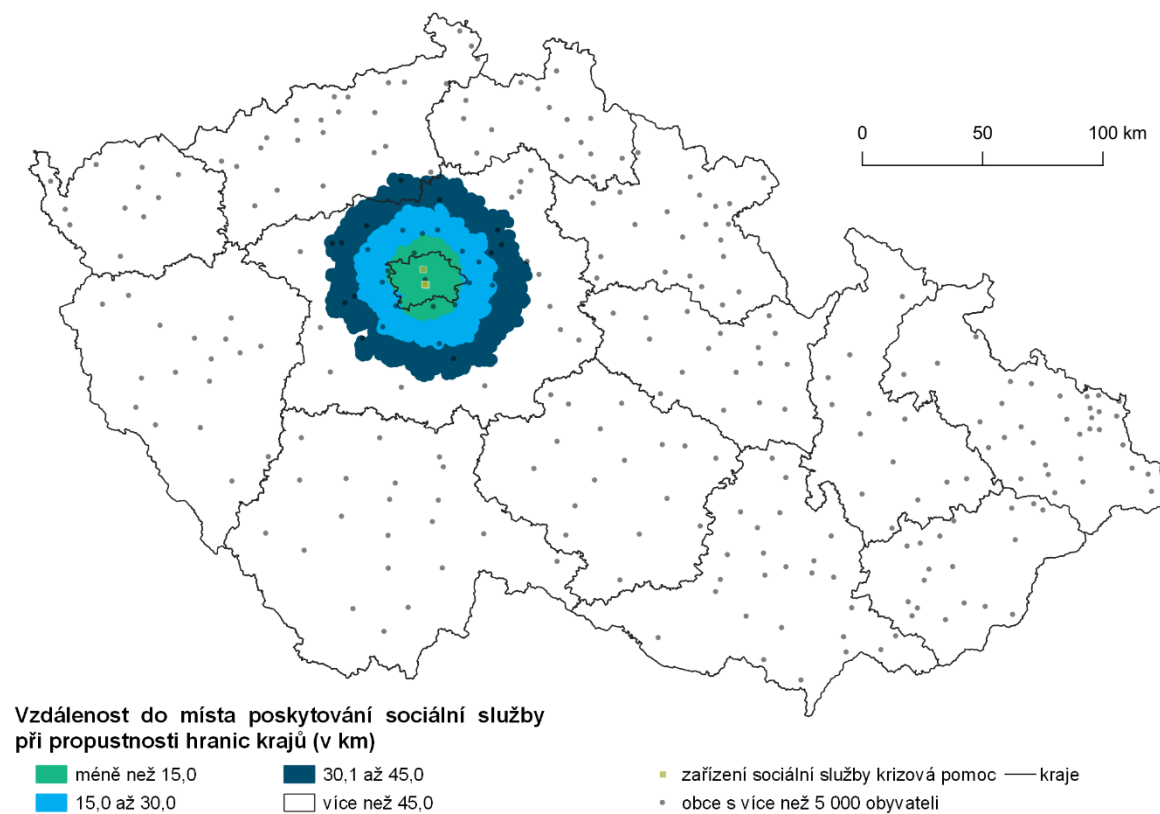 0 50 100 km
Vzdálenost do místa poskytování sociální služby
při propustnosti hranic krajů (v km)
méně než 15,0
15,0 až 30,0
30,1 až 45,0
více než 45,0
zařízení sociální služby krizová pomoc
kraje
obce s více než 5 000 obyvateli